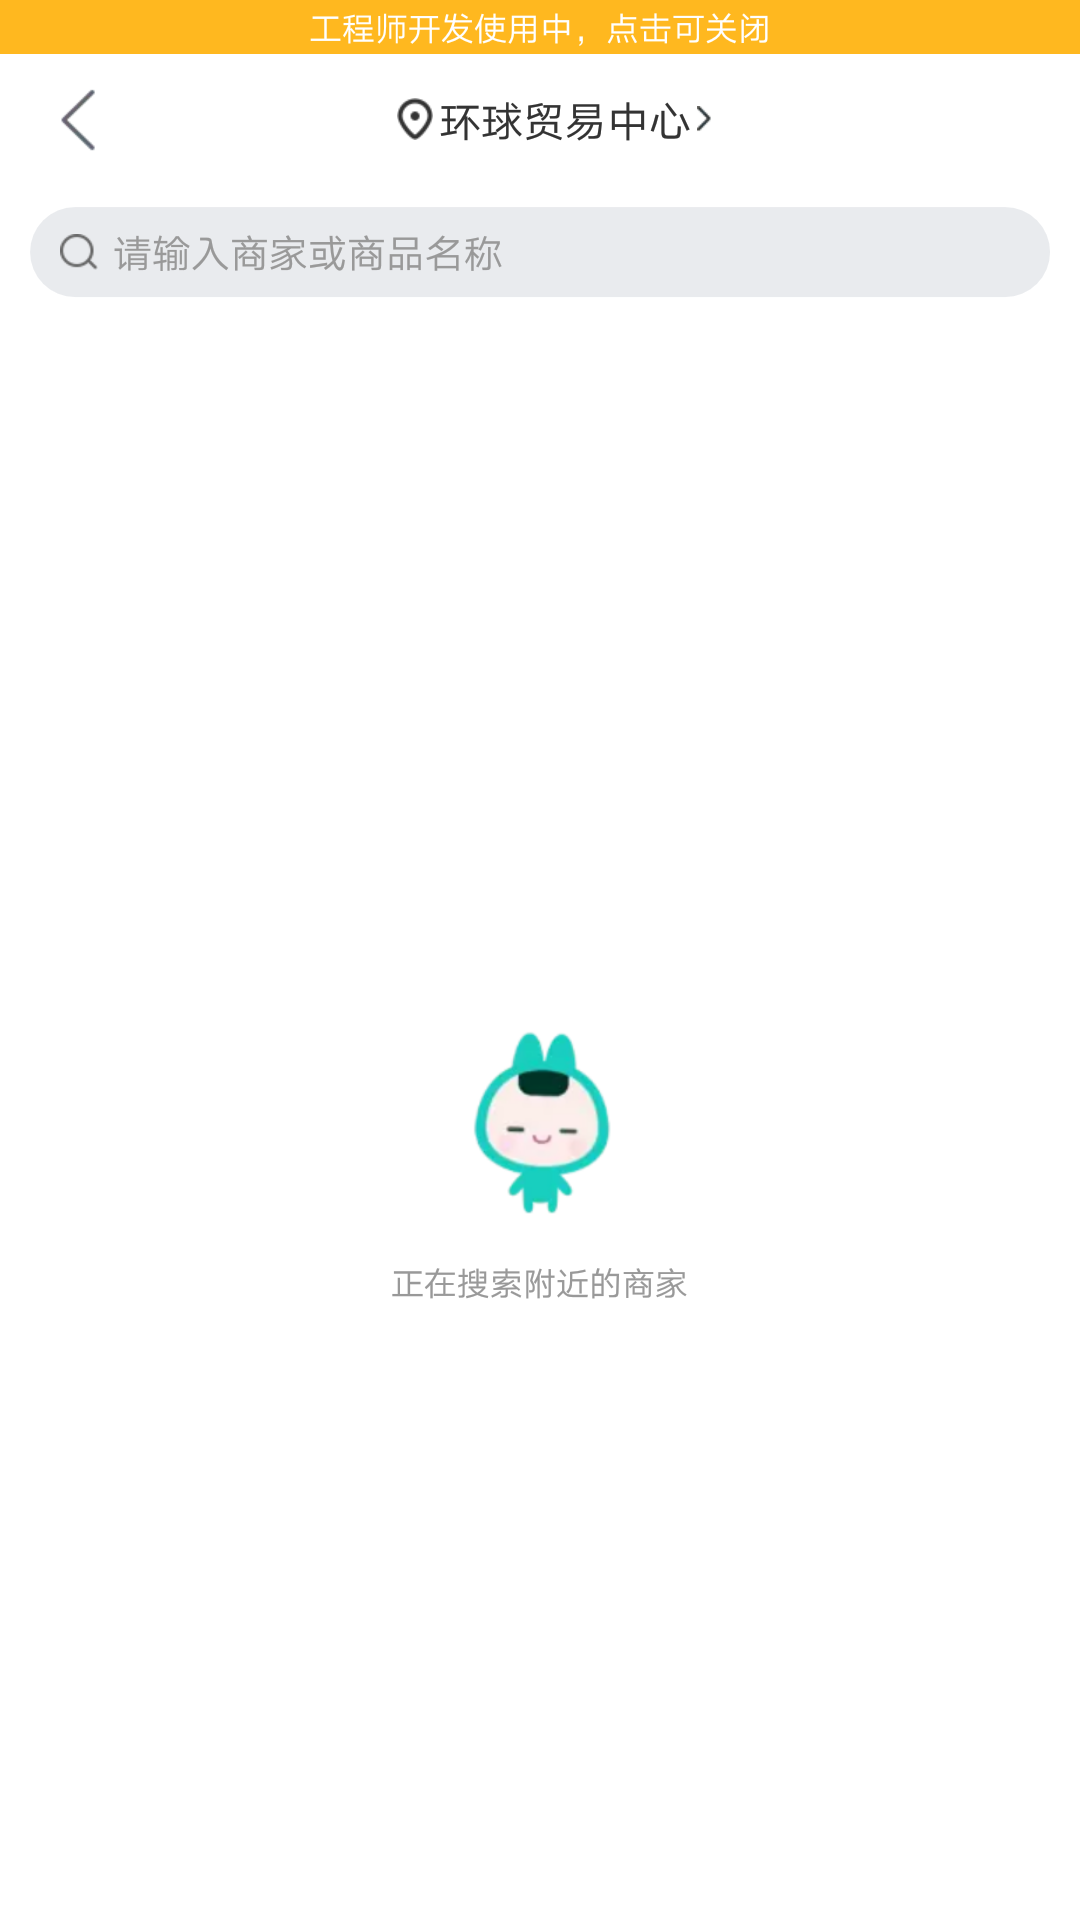 工程师开发使用中，点击可关闭
环球贸易中心
请输入商家或商品名称
正在搜索附近的商家